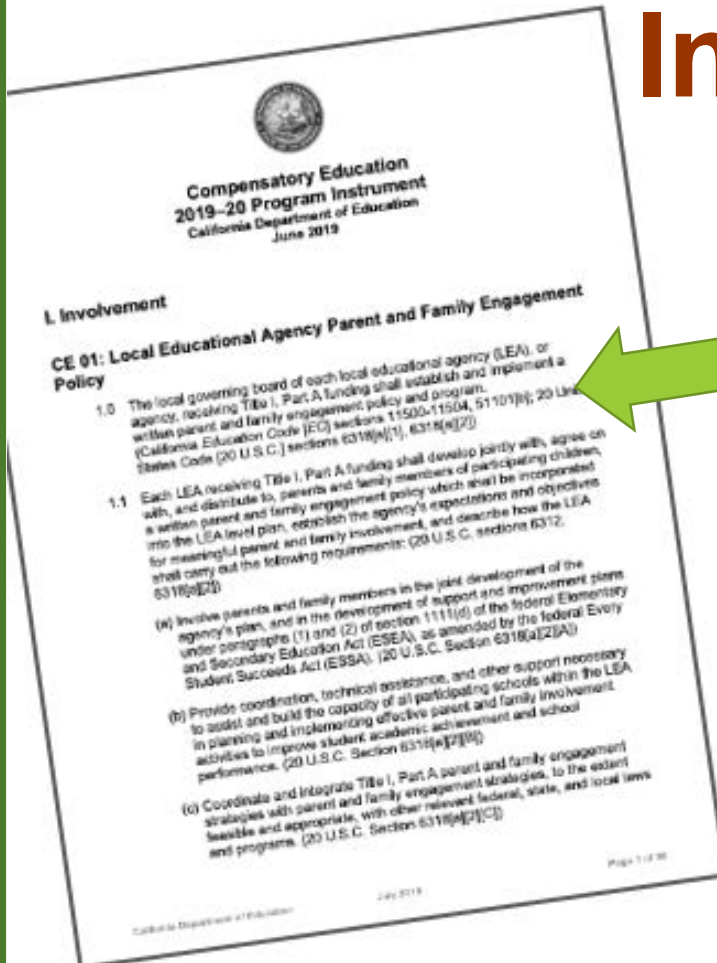 In
Compensatory Education
2019–20 Program Instrument
California Department of Education
June 2019
I. Involvement
CE 01: Local Educational Agency Parent and Family Engagement
Policy
1.0 The local governing board of each local educational agency (LEA), or
agency, receiving Title I, Part A funding shall establish and implement a
written parent and family engagement policy and program.
(California Education Code [EC] sections 11500-11504, 51101[b]; 20 Unit
States Code [20 U.S.C.] sections 6318[a][1], 6318[a][2])
1.1 Each LEA receiving Title I, Part A funding shall develop jointly with, agree on
with, and distribute to, parents and family members of participating children,
a written parent and family engagement policy which shall be incorporated
into the LEA level plan, establish the agency's expectations and objectives
for meaningful parent and family involvement, and describe how the LEA
shall carry out the following requirements: (20 U.S.C. sections 6312,
6318[a][2])
(a) Involve parents and family members in the joint development of the
agency's plan, and in the development of support and improvement plans
under paragraphs (1) and (2) of section 1111(d) of the federal Elementary
and Secondary Education Act (ESEA), as amended by the federal Every
Student Succeeds Act (ESSA). (20 U.S.C. Section 6318[a][2][A])
(b) Provide coordination, technical assistance, and other support necessary
to assist and build the capacity of all participating schools within the LEA
in planning and implementing effective parent and family involvement
activities to improve student academic achievement and school
performance. (20 U.S.C. Section 6318[a][2][B])
(c) Coordinate and integrate Title I, Part A parent and family engagement
strategies with parent and family engagement strategies, to the extent
feasible and appropriate, with other relevant federal, state, and local laws
and programs. (20 U.S.C. Section 6318[a][2][C])
California Department of Education
July 2019
Page 1 of